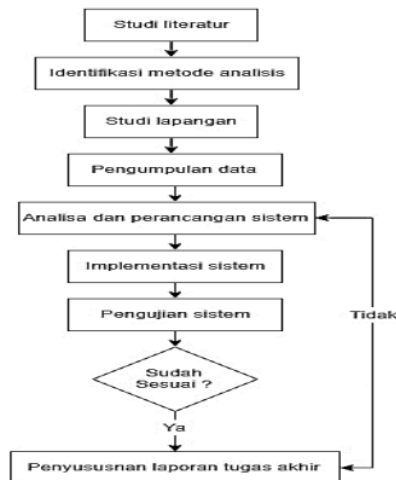 Studi literatur
Identifikasi metode analisis
Studi lapangan
Pengumpulan data
Analisa dan perancangan sistem
Implementasi sistem
Pengujian sistem
Tidak
Sudah
Sesuai ?
Ya
Penyususnan laporan tugas akhir